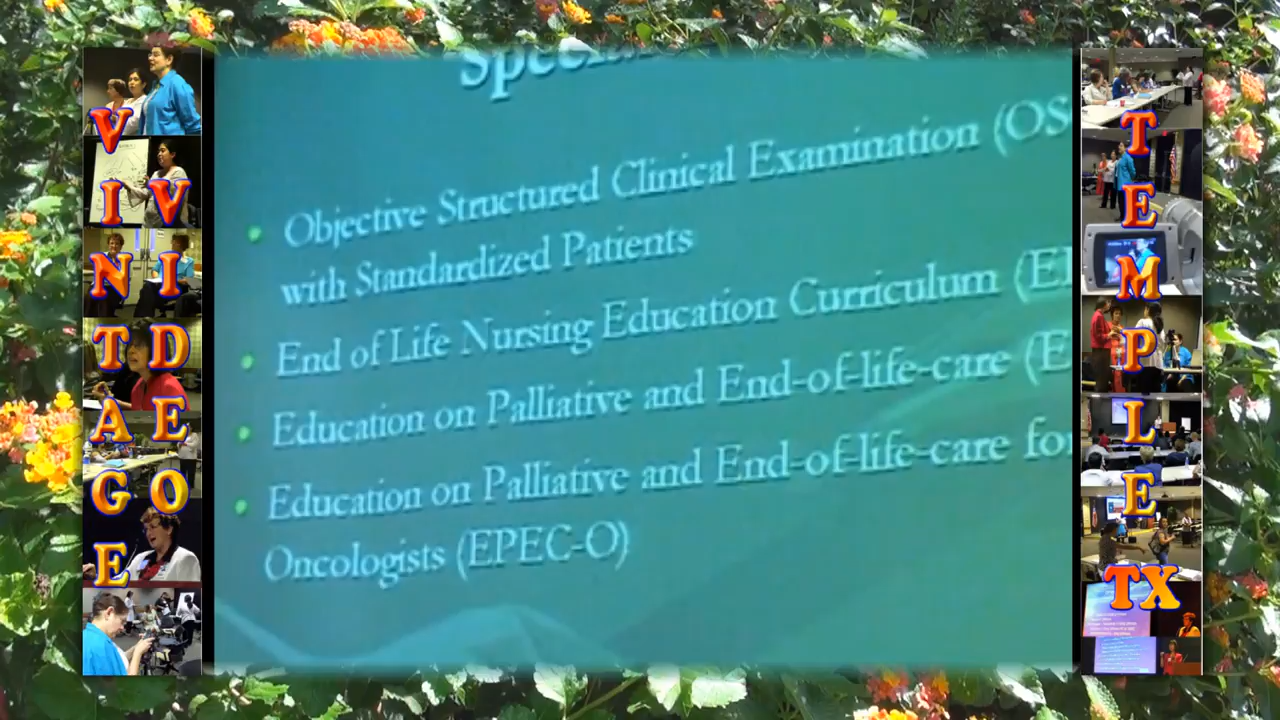 VINTAGE
VIDEO
Objective Structured Clinical Examination (OS
with Standardized Patients
End of Life Nursing Education Curriculum (
Education on Palliative and End-of-life-care (E
Education on Palliative and End-of-life-care for
Oncologists (EPEC-O)
TEMPLE
TX